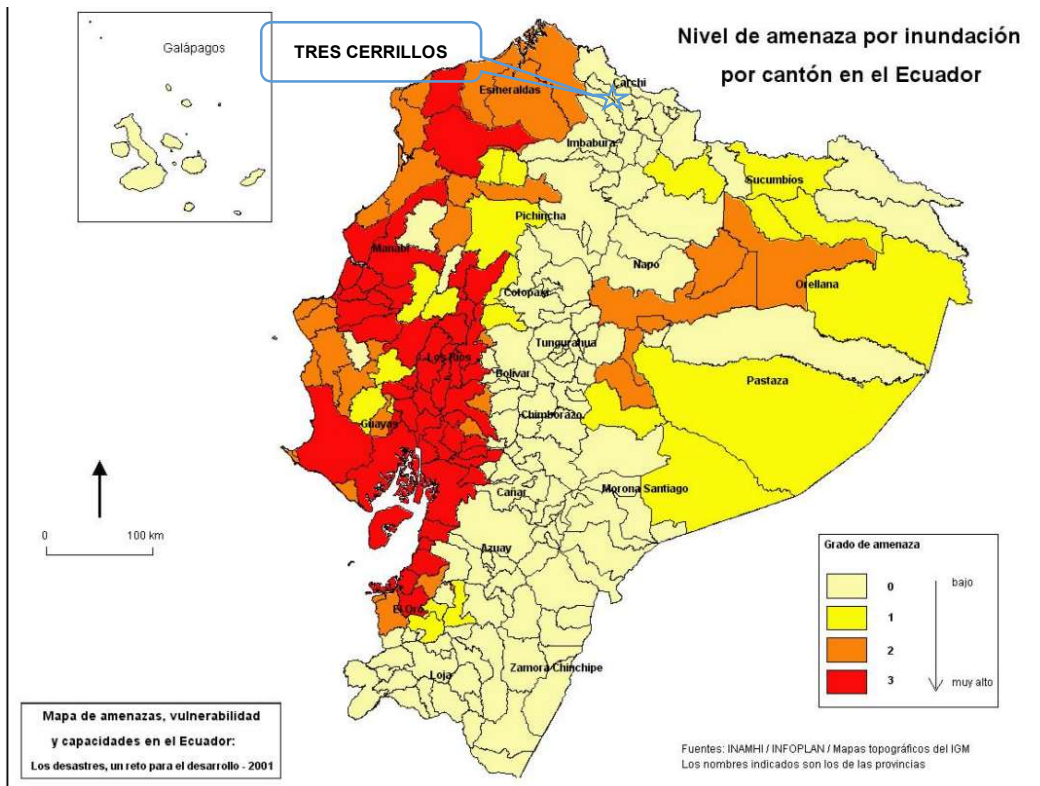 Nivel de amenaza por inundación
por cantón en el Ecuador
Galápagos
TRES CERRILLOS
Carchi
Esmeraldas
Imbabura
Sucumbíos
Pichincha
Manabí
Napo
Orellana
Cotopaxi
Tungurahua
Los Ríos
Bolívar
Pastaza
Chimborazo
Guayas
Cañar
Morona Santiago
Azuay
El Oro
Zamora Chinchipe
Loja
0 100 km
Grado de amenaza
0 bajo
1
2
3 muy alto
Mapa de amenazas, vulnerabilidad
y capacidades en el Ecuador:
Los desastres, un reto para el desarrollo - 2001
Fuentes: INAMHI / INFOPLAN / Mapas topográficos del IGM
Los nombres indicados son los de las provincias